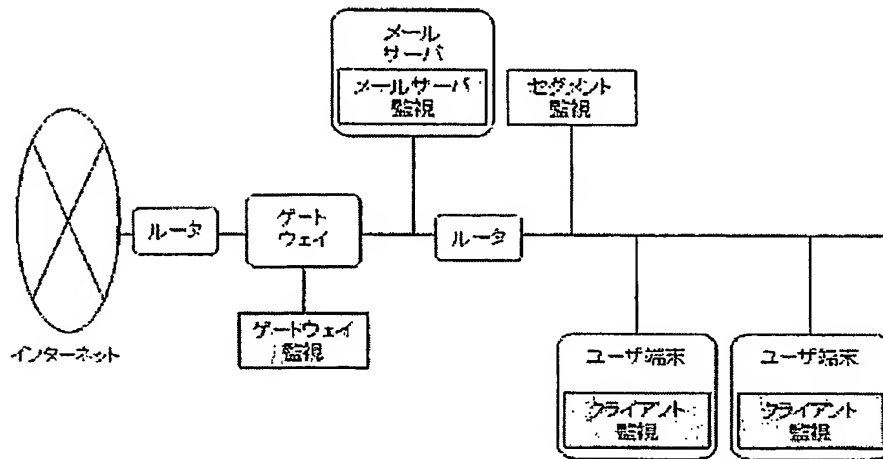 メール
サーバ
メールサーバ
監視
セグメント
監視
ルータ
ゲート
ウェイ
ルータ
ゲートウェイ
監視
インターネット
ユーザ端末
クライアント
監視
ユーザ端末
クライアント
監視